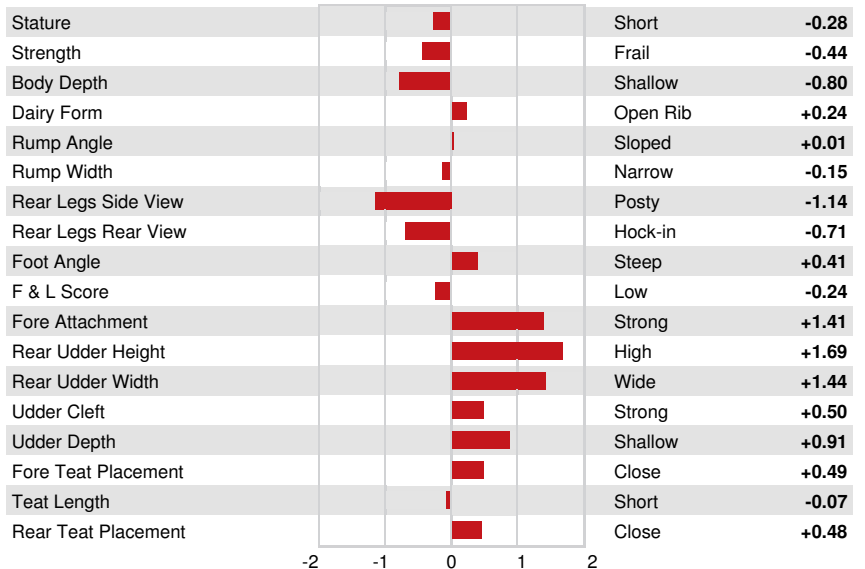 Stature Short -0.28
Strength Frail -0.44
Body Depth Shallow -0.80
Dairy Form Open Rib +0.24
Rump Angle Sloped +0.01
Rump Width Narrow -0.15
Rear Legs Side View Posty -1.14
Rear Legs Rear View Hock-in -0.71
Foot Angle Steep +0.41
F & L Score Low -0.24
Fore Attachment Strong +1.41
Rear Udder Height High +1.69
Rear Udder Width Wide +1.44
Udder Cleft Strong +0.50
Udder Depth Shallow +0.91
Fore Teat Placement Close +0.49
Teat Length Short -0.07
Rear Teat Placement Close +0.48
-2 -1 0 1 2